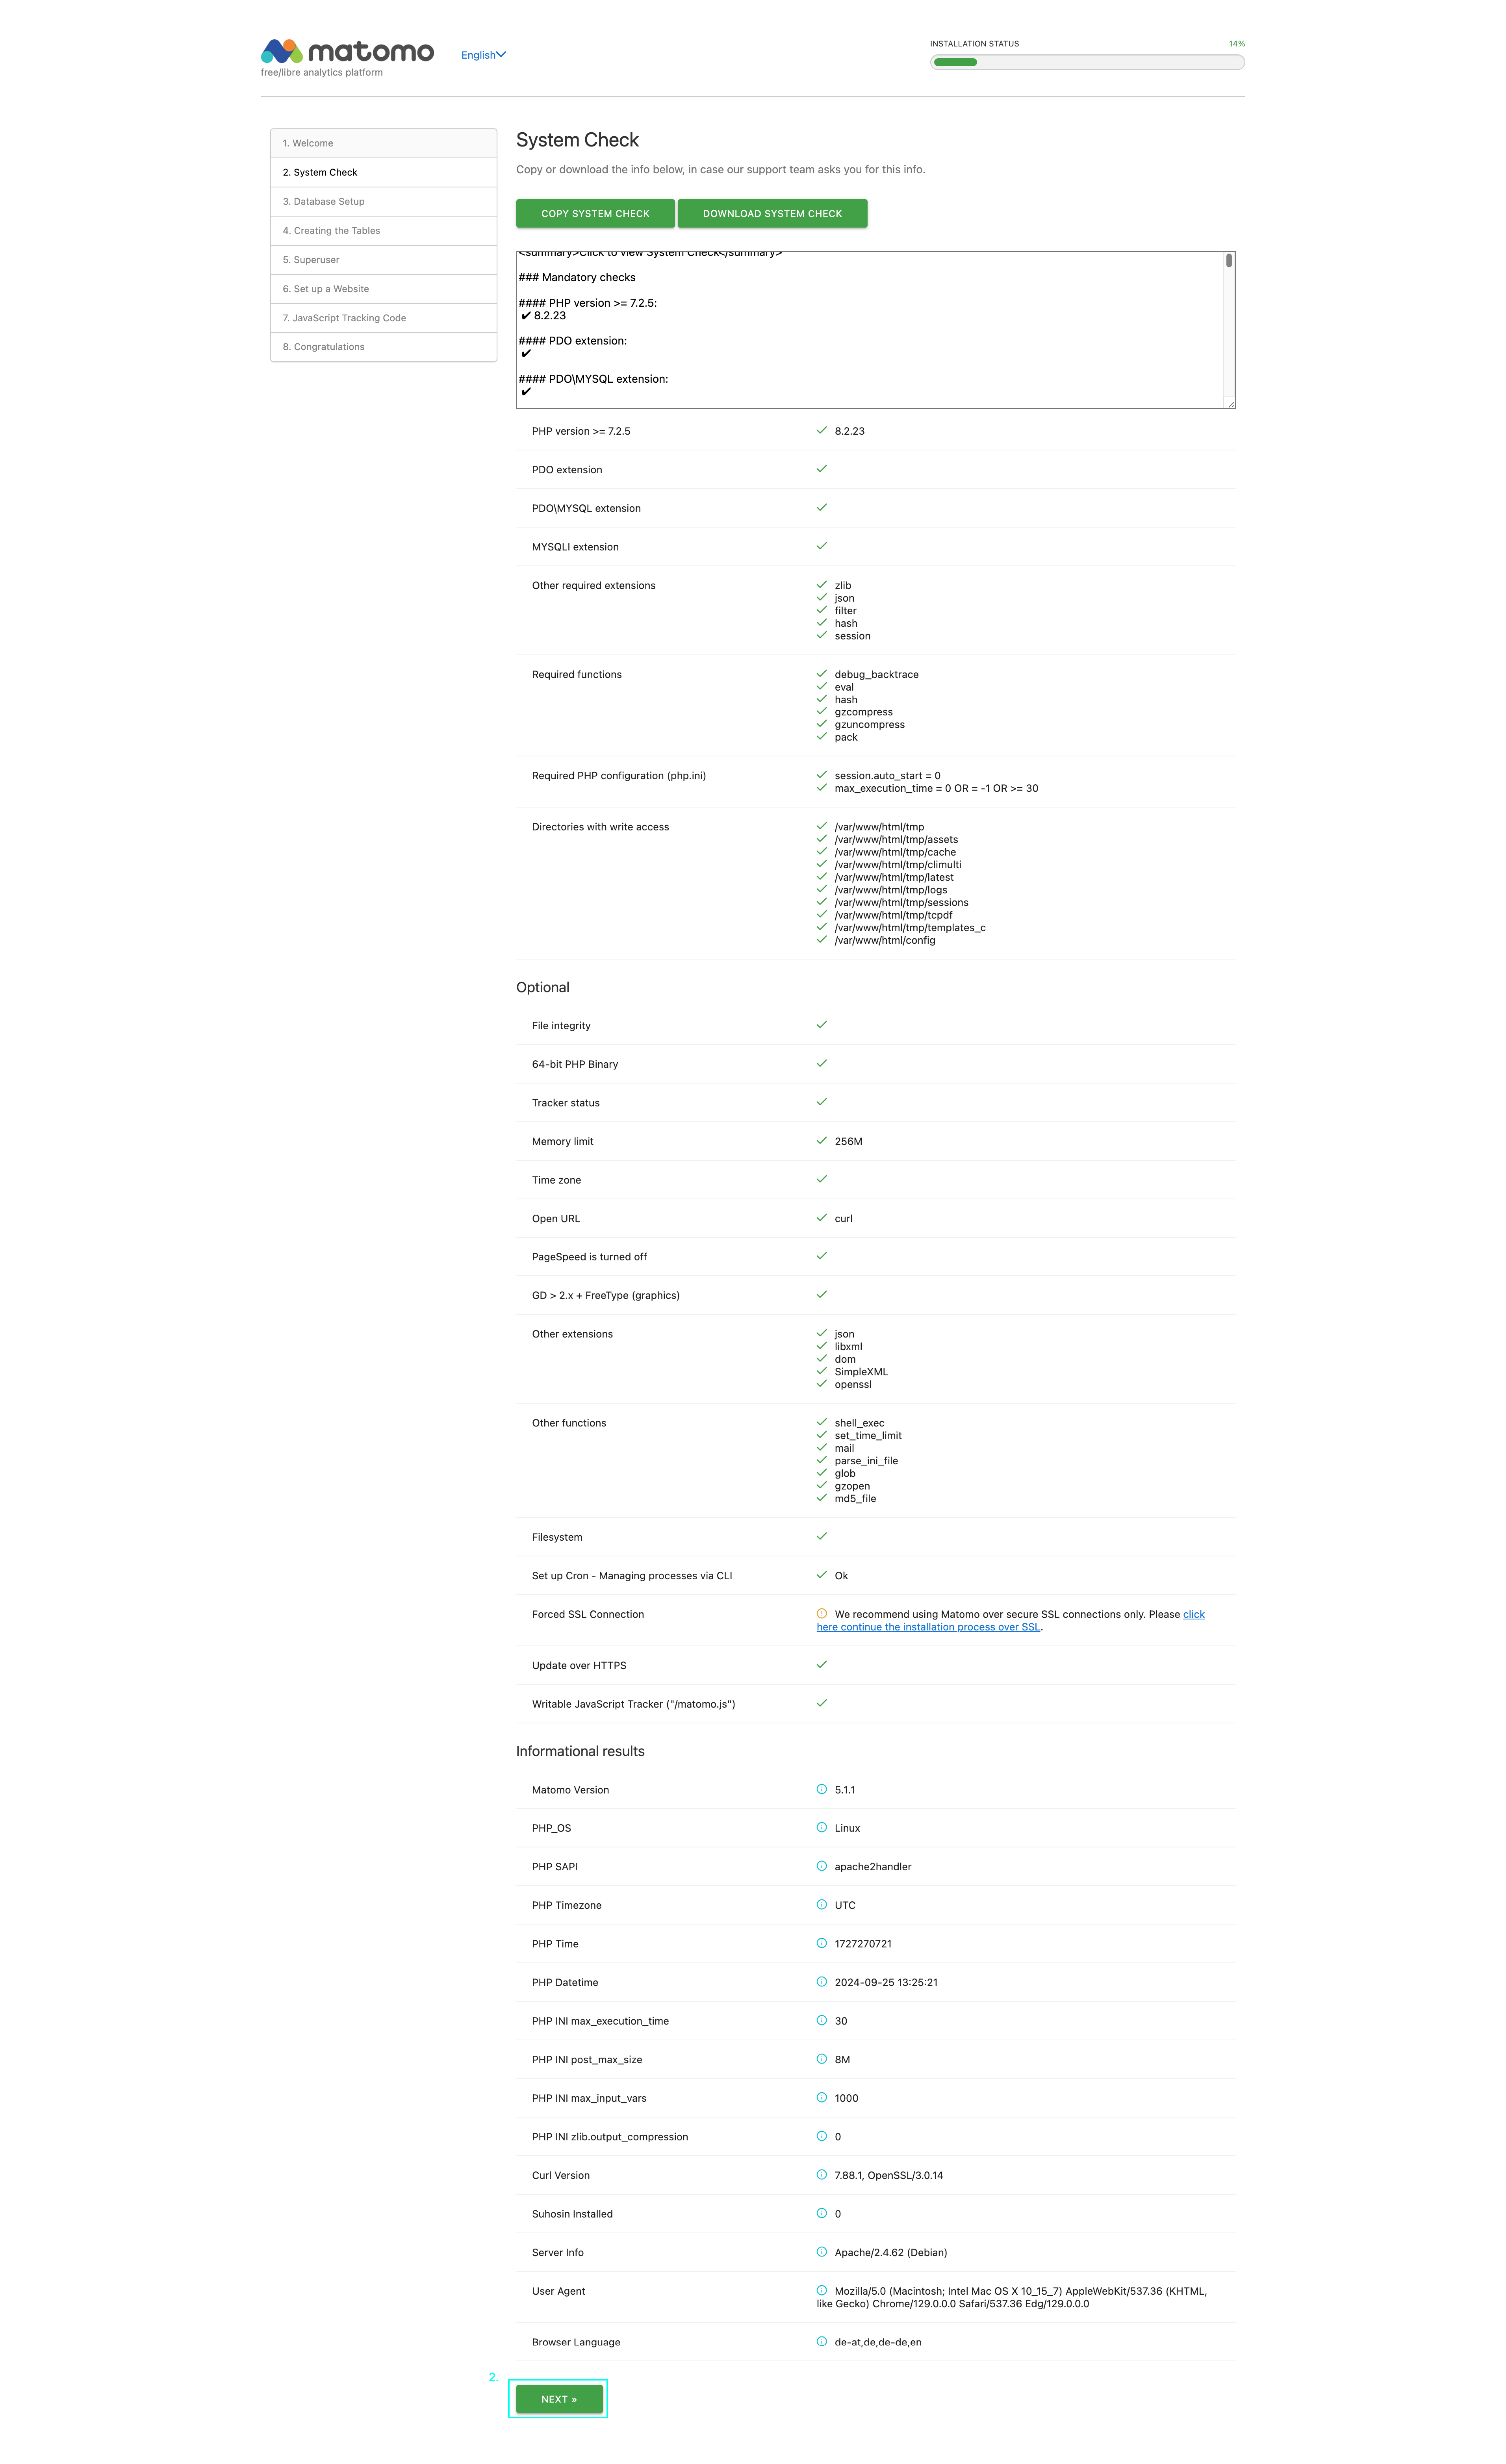 matomo
free/libre analytics platform
English
INSTALLATION STATUS
14%
1. Welcome
2. System Check
3. Database Setup
4. Creating the Tables
5. Superuser
6. Set up a Website
7. JavaScript Tracking Code
8. Congratulations
System Check
Copy or download the info below, in case our support team asks you for this info.
COPY SYSTEM CHECK
DOWNLOAD SYSTEM CHECK
<summary>Click to view System Check</summary>
### Mandatory checks
#### PHP version >= 7.2.5:
✔ 8.2.23
#### PDO extension:
✔
#### PDO\MYSQL extension:
✔
PHP version >= 7.2.5 8.2.23
PDO extension
PDO\MYSQL extension
MYSQLI extension
Other required extensions zlib
json
filter
hash
session
Required functions debug_backtrace
eval
hash
gzcompress
gzuncompress
pack
Required PHP configuration (php.ini) session.auto_start = 0
max_execution_time = 0 OR = -1 OR >= 30
Directories with write access /var/www/html/tmp
/var/www/html/tmp/assets
/var/www/html/tmp/cache
/var/www/html/tmp/climulti
/var/www/html/tmp/latest
/var/www/html/tmp/logs
/var/www/html/tmp/sessions
/var/www/html/tmp/tcpdf
/var/www/html/tmp/templates_c
/var/www/html/config
Optional
File integrity
64-bit PHP Binary
Tracker status
Memory limit 256M
Time zone
Open URL curl
PageSpeed is turned off
GD > 2.x + FreeType (graphics)
Other extensions json
libxml
dom
SimpleXML
openssl
Other functions shell_exec
set_time_limit
mail
parse_ini_file
glob
gzopen
md5_file
Filesystem
Set up Cron - Managing processes via CLI Ok
Forced SSL Connection We recommend using Matomo over secure SSL connections only. Please click
here continue the installation process over SSL.
Update over HTTPS
Writable JavaScript Tracker ("/matomo.js")
Informational results
Matomo Version 5.1.1
PHP_OS Linux
PHP SAPI apache2handler
PHP Timezone UTC
PHP Time 1727270721
PHP Datetime 2024-09-25 13:25:21
PHP INI max_execution_time 30
PHP INI post_max_size 8M
PHP INI max_input_vars 1000
PHP INI zlib.output_compression 0
Curl Version 7.88.1, OpenSSL/3.0.14
Suhosin Installed 0
Server Info Apache/2.4.62 (Debian)
User Agent Mozilla/5.0 (Macintosh; Intel Mac OS X 10_15_7) AppleWebKit/537.36 (KHTML,
like Gecko) Chrome/129.0.0.0 Safari/537.36 Edg/129.0.0.0
Browser Language de-at,de,de-de,en
2.
NEXT »